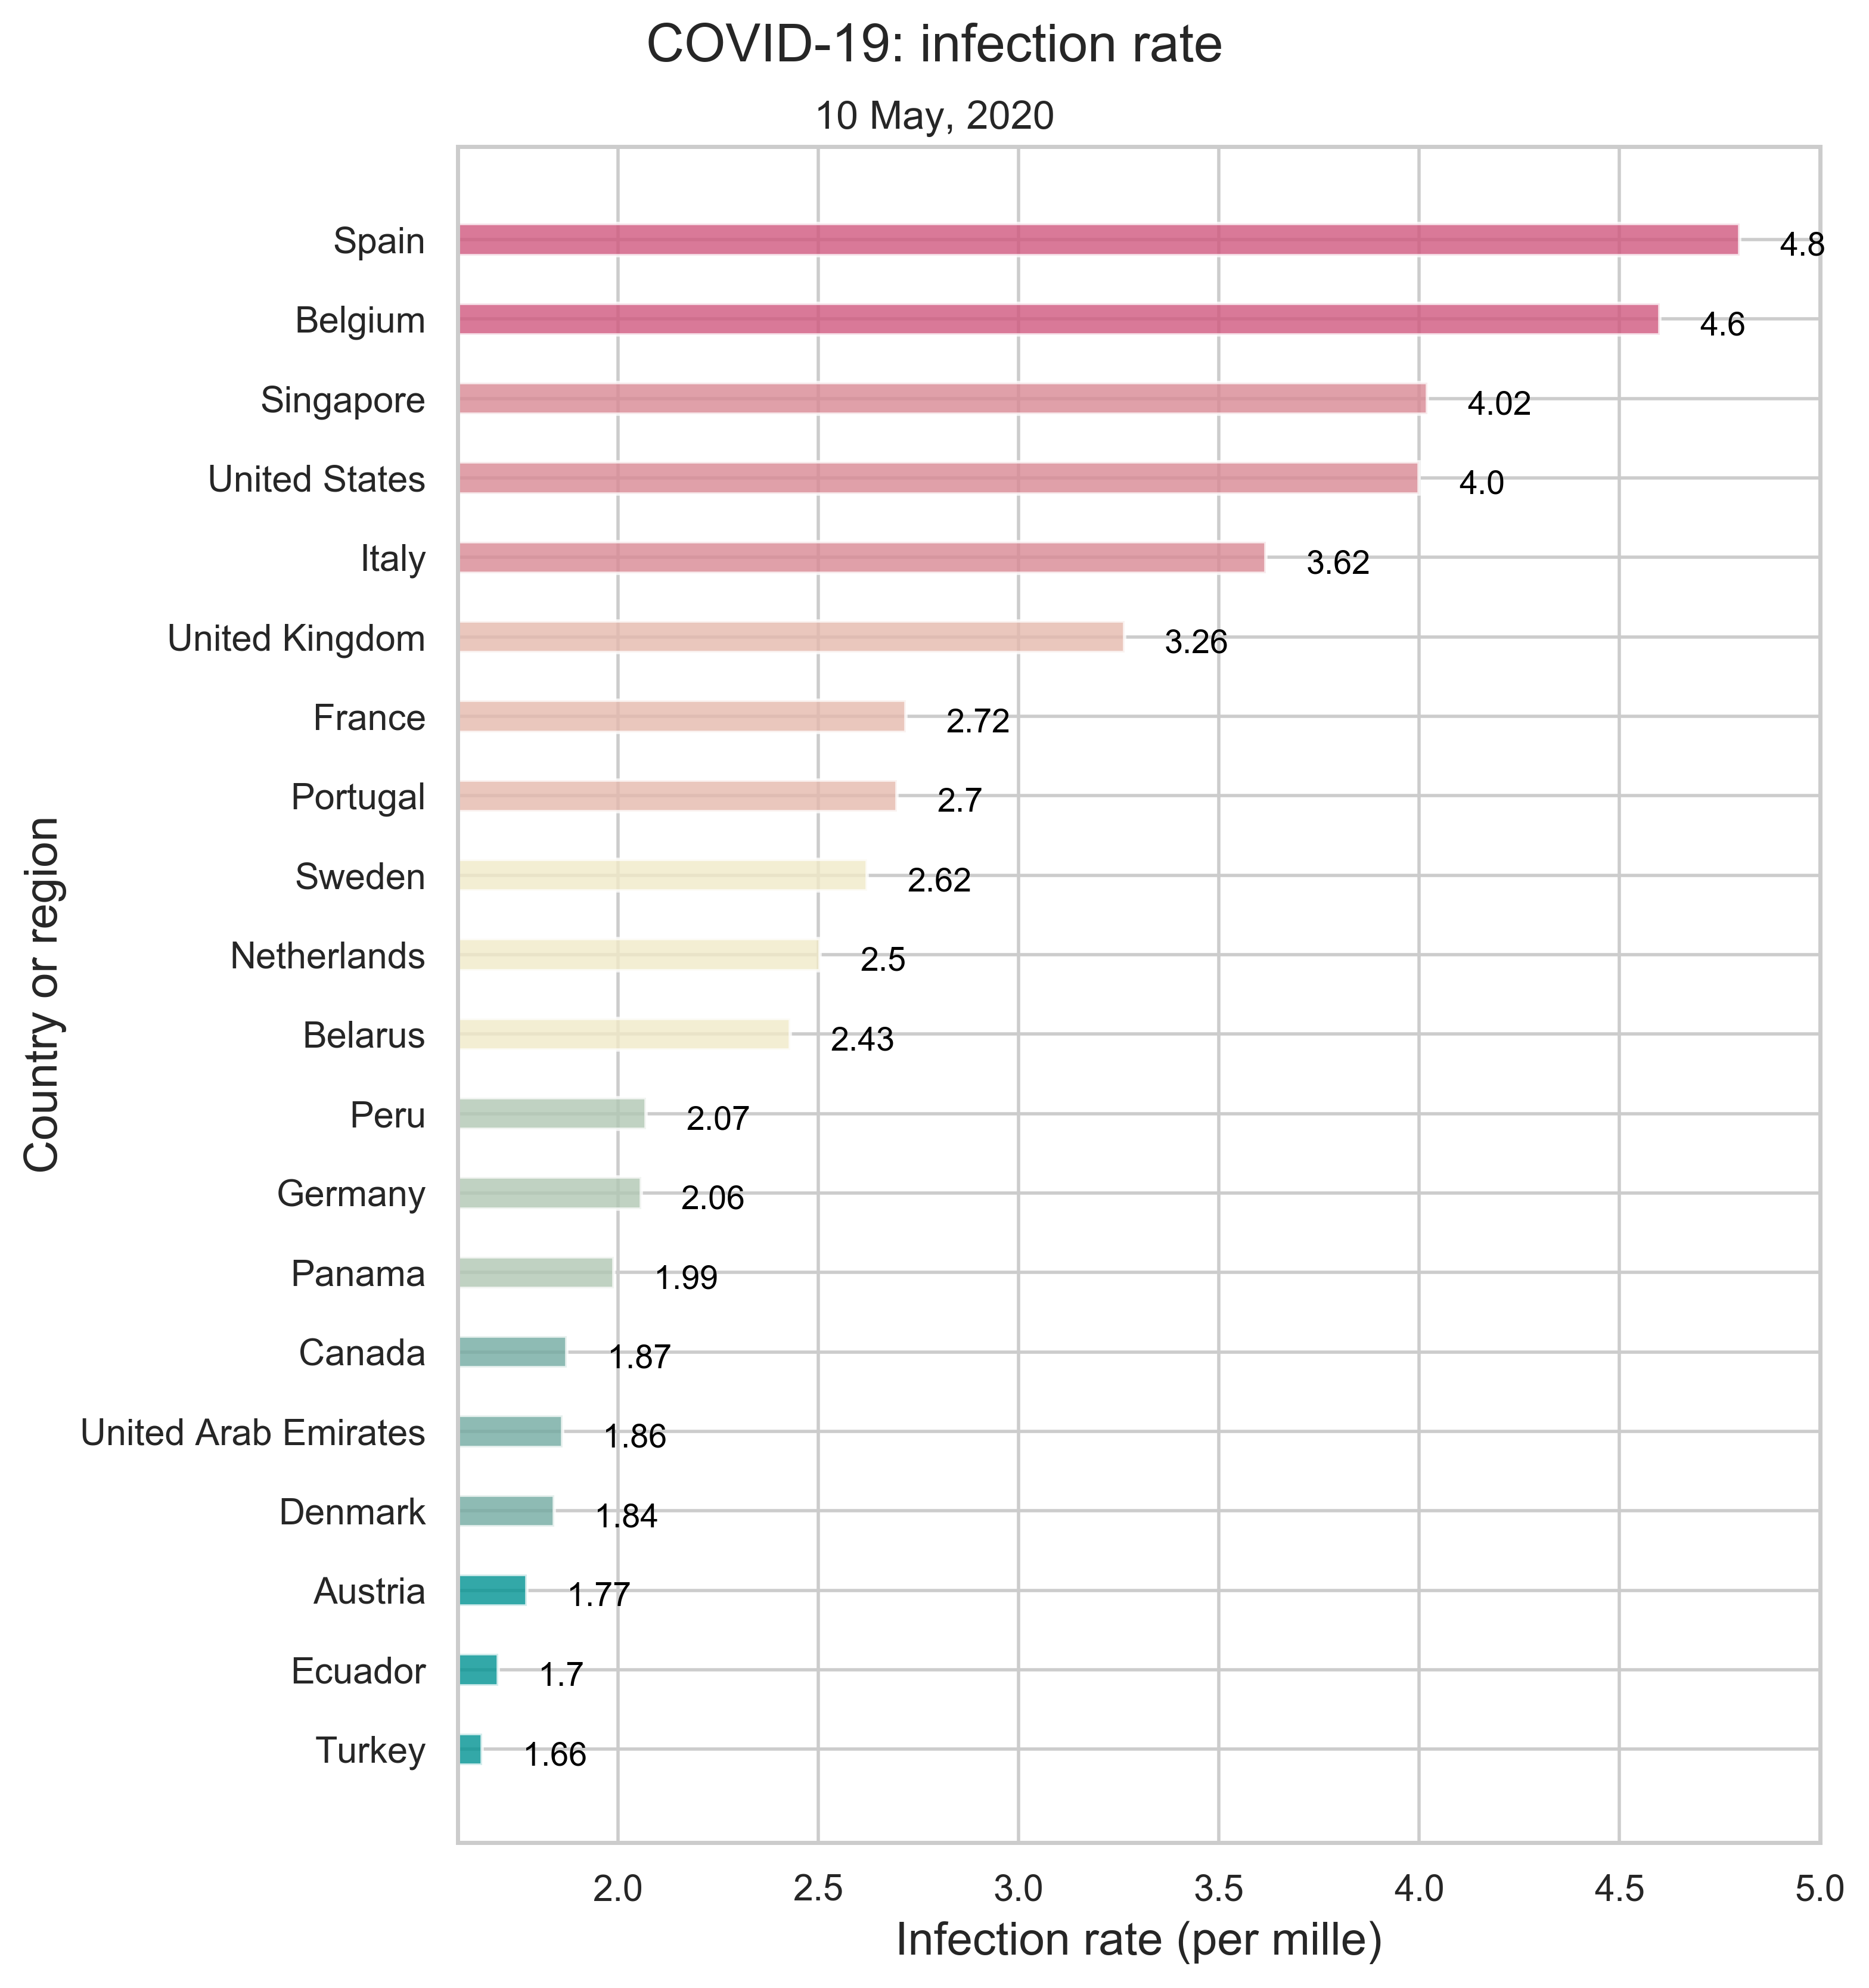 COVID-19: infection rate
10 May, 2020
Spain 4.8
Belgium 4.6
Singapore 4.02
United States 4.0
Italy 3.62
United Kingdom 3.26
France 2.72
Portugal 2.7
Sweden 2.62
Netherlands 2.5
Belarus 2.43
Peru 2.07
Germany 2.06
Panama 1.99
Canada 1.87
United Arab Emirates 1.86
Denmark 1.84
Austria 1.77
Ecuador 1.7
Turkey 1.66
Country or region
2.0 2.5 3.0 3.5 4.0 4.5 5.0
Infection rate (per mille)